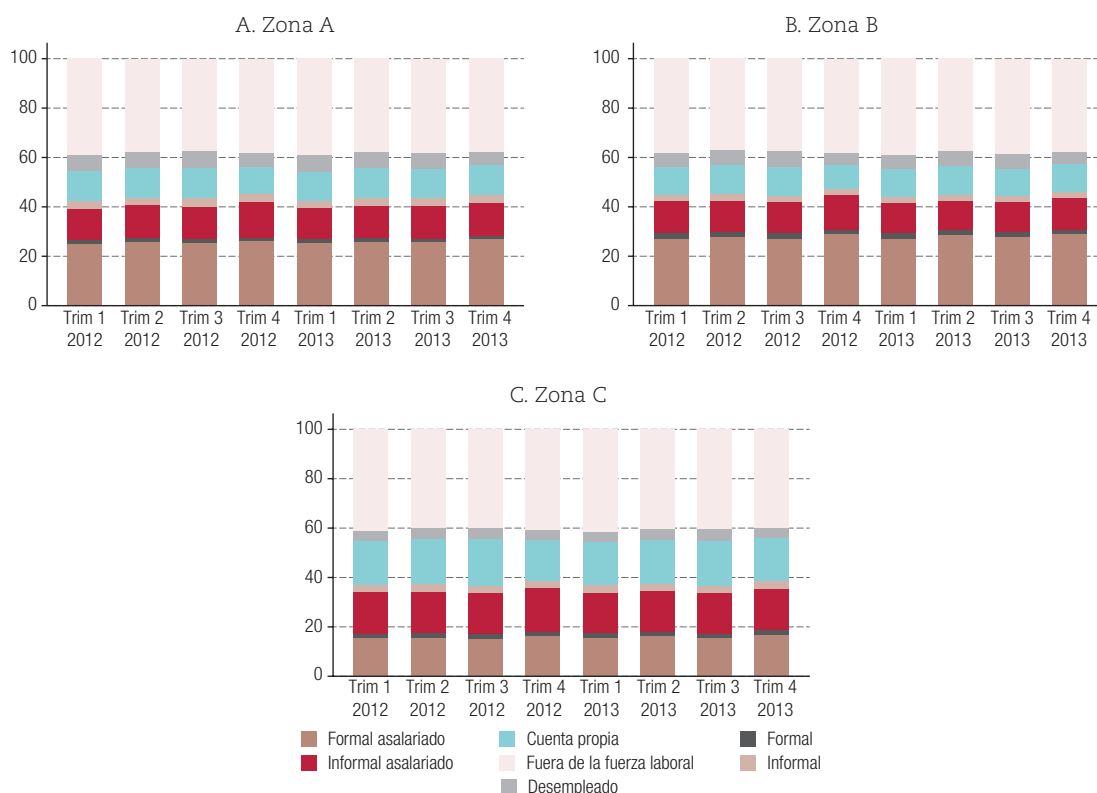 A. Zona A
100
80
60
40
20
0
Trim 1 Trim 2 Trim 3 Trim 4 Trim 1 Trim 2 Trim 3 Trim 4
2012 2012 2012 2012 2013 2013 2013 2013
B. Zona B
100
80
60
40
20
0
Trim 1 Trim 2 Trim 3 Trim 4 Trim 1 Trim 2 Trim 3 Trim 4
2012 2012 2012 2012 2013 2013 2013 2013
C. Zona C
100
80
60
40
20
0
Trim 1 Trim 2 Trim 3 Trim 4 Trim 1 Trim 2 Trim 3 Trim 4
2012 2012 2012 2012 2013 2013 2013 2013
Formal asalariado Cuenta propia Formal
Informal asalariado Fuera de la fuerza laboral Informal
Desempleado